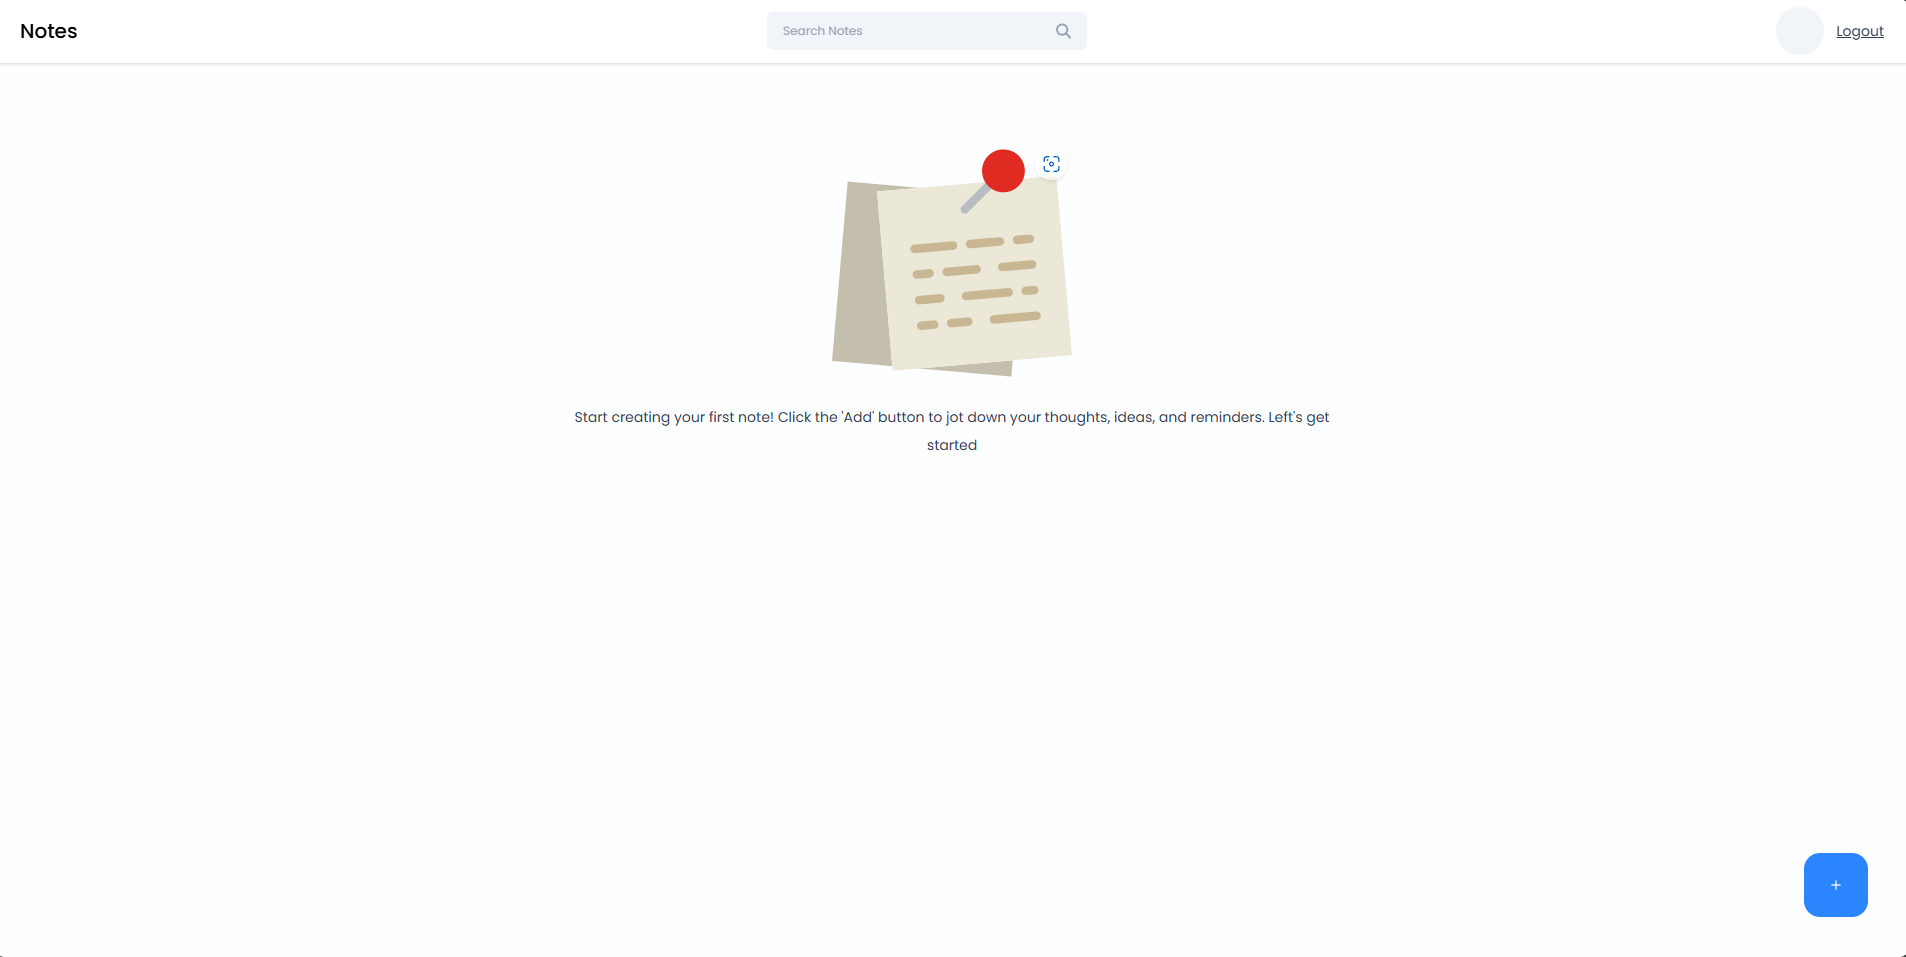 Notes
Search Notes
Logout
Start creating your first note! Click the 'Add' button to jot down your thoughts, ideas, and reminders. Left's get
started
+